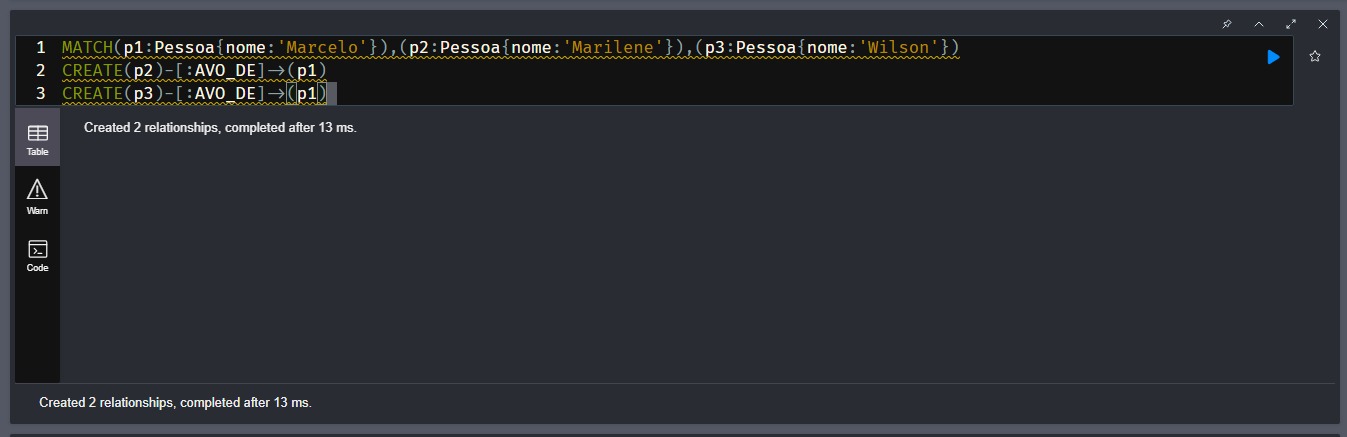 1 MATCH(p1:Pessoa{nome:'Marcelo'}),(p2:Pessoa{nome:'Marilene'}),(p3:Pessoa{nome:'Wilson'})
2 CREATE(p2)-[:AVO_DE]->(p1)
3 CREATE(p3)-[:AVO_DE]->(p1)
Table
Created 2 relationships, completed after 13 ms.
Warn
Code
Created 2 relationships, completed after 13 ms.